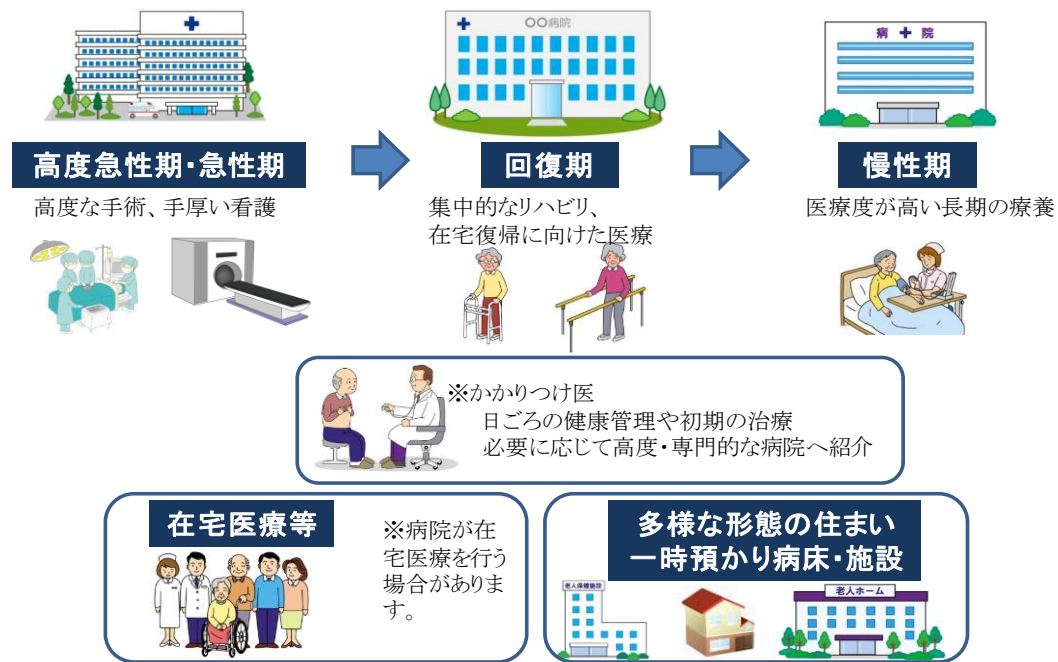 〇〇病院
病 院
高度急性期・急性期
回復期
慢性期
高度な手術、手厚い看護
集中的なリハビリ、
在宅復帰に向けた医療
医療度が高い長期の療養
※かかりつけ医
日ごろの健康管理や初期の治療
必要に応じて高度・専門的な病院へ紹介
在宅医療等
※病院が在
宅医療を行う
場合がありま
す。
多様な形態の住まい
一時預かり病床・施設
老人保健施設
老人ホーム